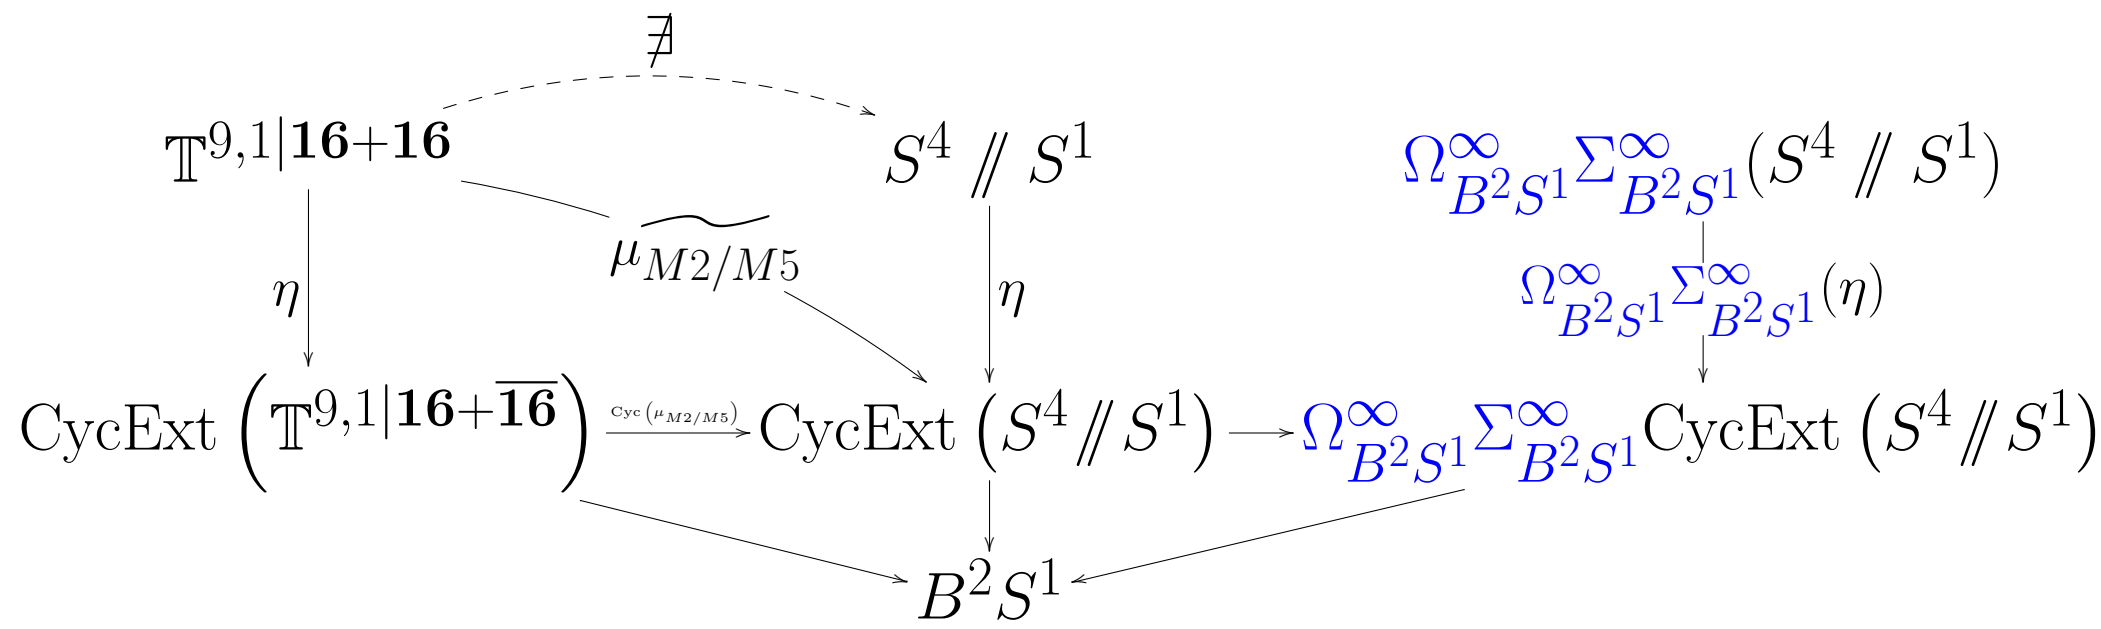 ∄
𝕋^{9,1|𝟏𝟔+𝟏𝟔} S^4 ⫽ S^1 Ω^∞_{B^2S^1}Σ^∞_{B^2S^1}(S^4 ⫽ S^1)
\widetilde{μ_{M2/M5}}
η η Ω^∞_{B^2S^1}Σ^∞_{B^2S^1}(η)
CycExt (𝕋^{9,1|𝟏𝟔+\overline{𝟏𝟔}}) Cyc(μ_{M2/M5}) CycExt (S^4 ⫽ S^1) Ω^∞_{B^2S^1}Σ^∞_{B^2S^1}CycExt (S^4 ⫽ S^1)
B^2S^1